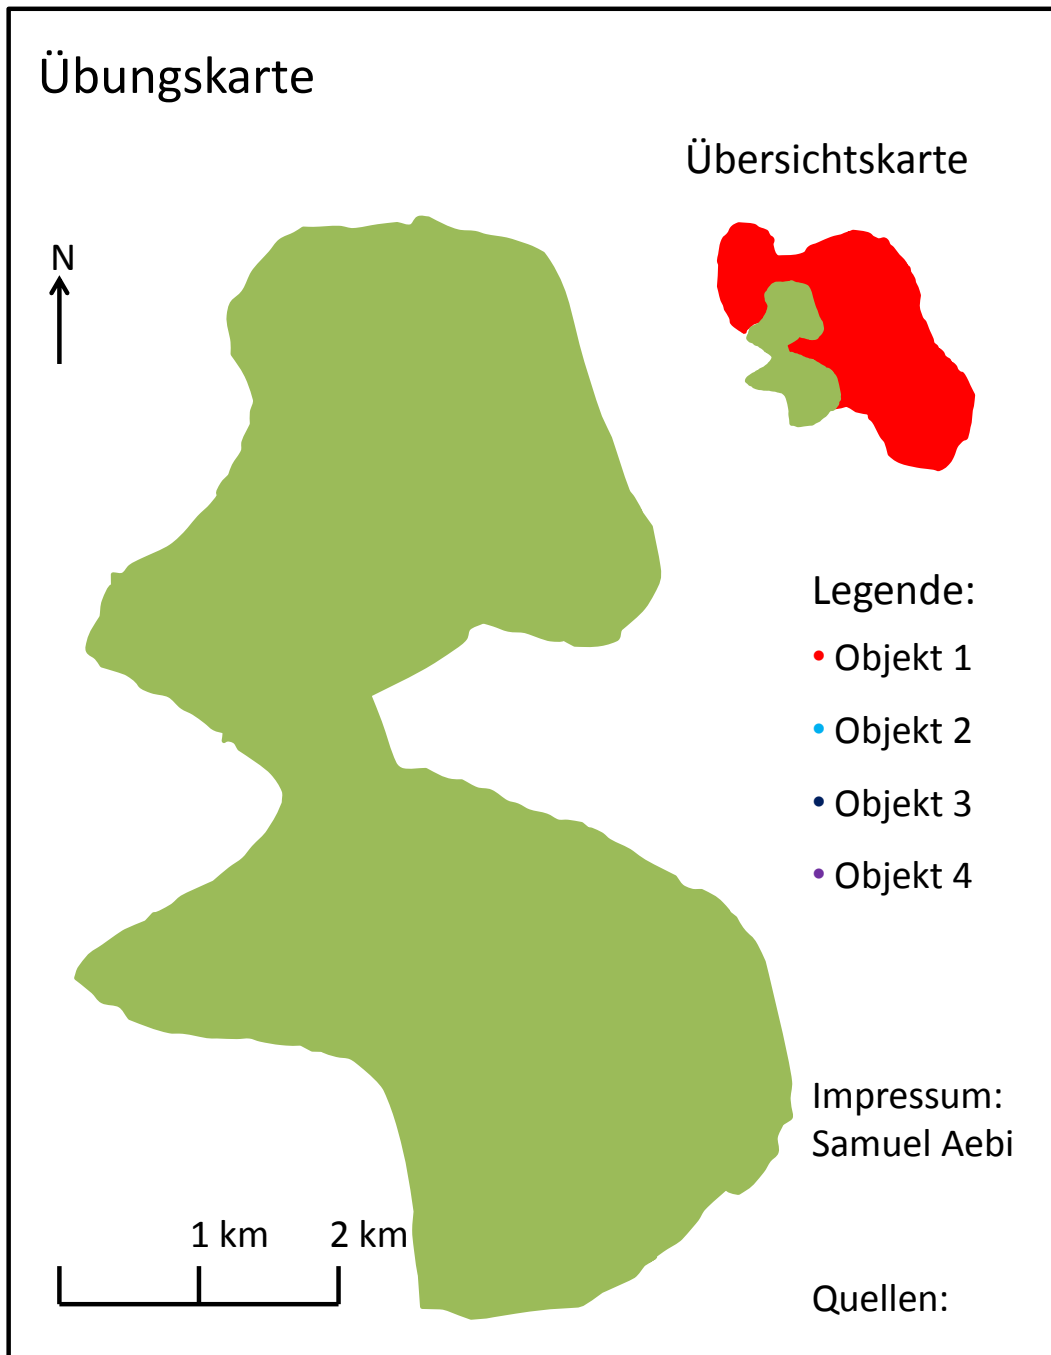 Übungskarte
Übersichtskarte
N
Legende:
• Objekt 1
• Objekt 2
• Objekt 3
• Objekt 4
Impressum:
Samuel Aebi
1 km 2 km
Quellen: